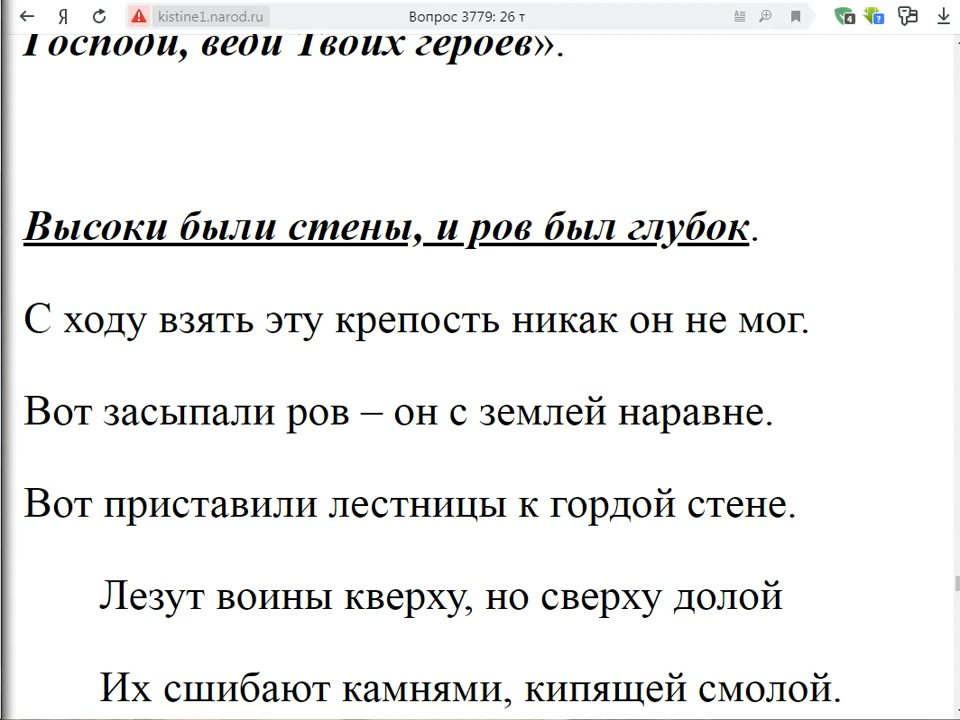 kistine1.narod.ru
Вопрос 3779: 26 т
Господи, веди Твоих героев».
Высоки были стены, и ров был глубок.
С ходу взять эту крепость никак он не мог.
Вот засыпали ров – он с землей наравне.
Вот приставили лестницы к гордой стене.
Лезут воины кверху, но сверху долой
Их сшибают камнями, кипящей смолой.